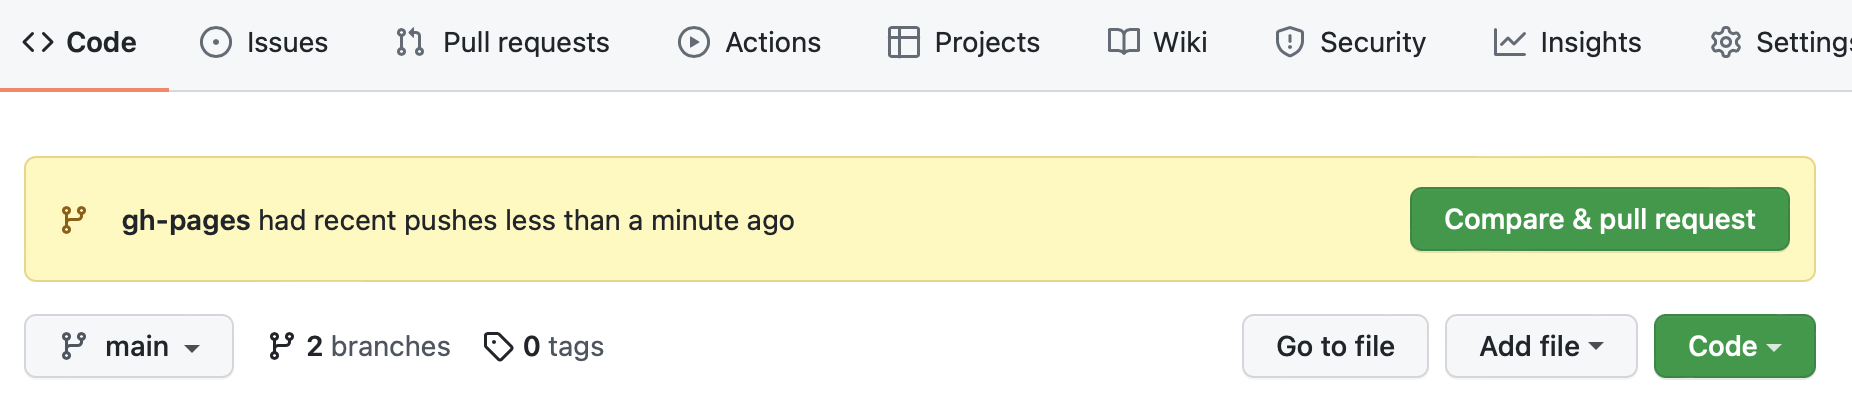 Code Issues Pull requests Actions Projects Wiki Security Insights Settings
gh-pages had recent pushes less than a minute ago Compare & pull request
main 2 branches 0 tags Go to file Add file Code